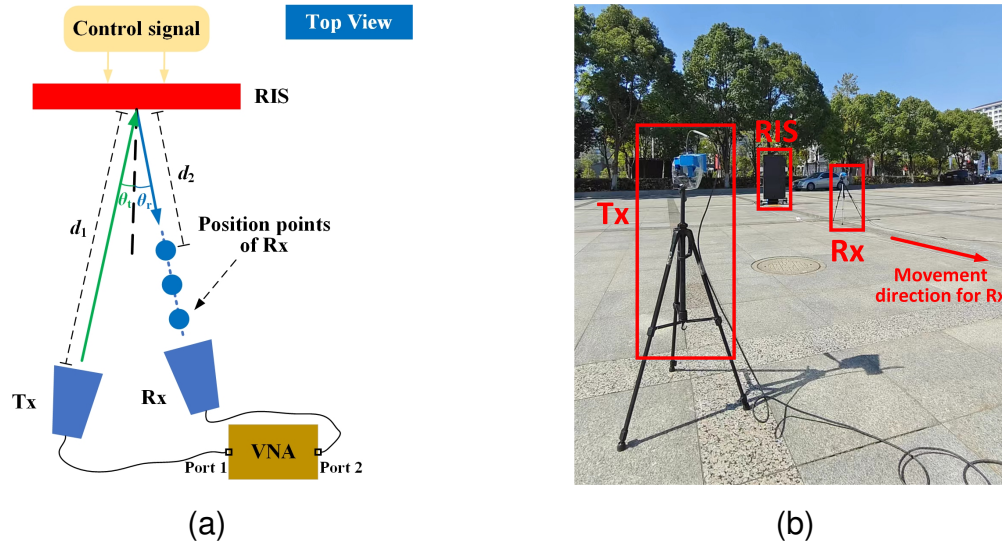 Control signal
Top View
RIS
d2
θt
θr
d1
Position points
of Rx
Tx
Rx
VNA
Port 1
Port 2
(a)
RIS
Tx
Rx
Movement
direction for Rx
(b)